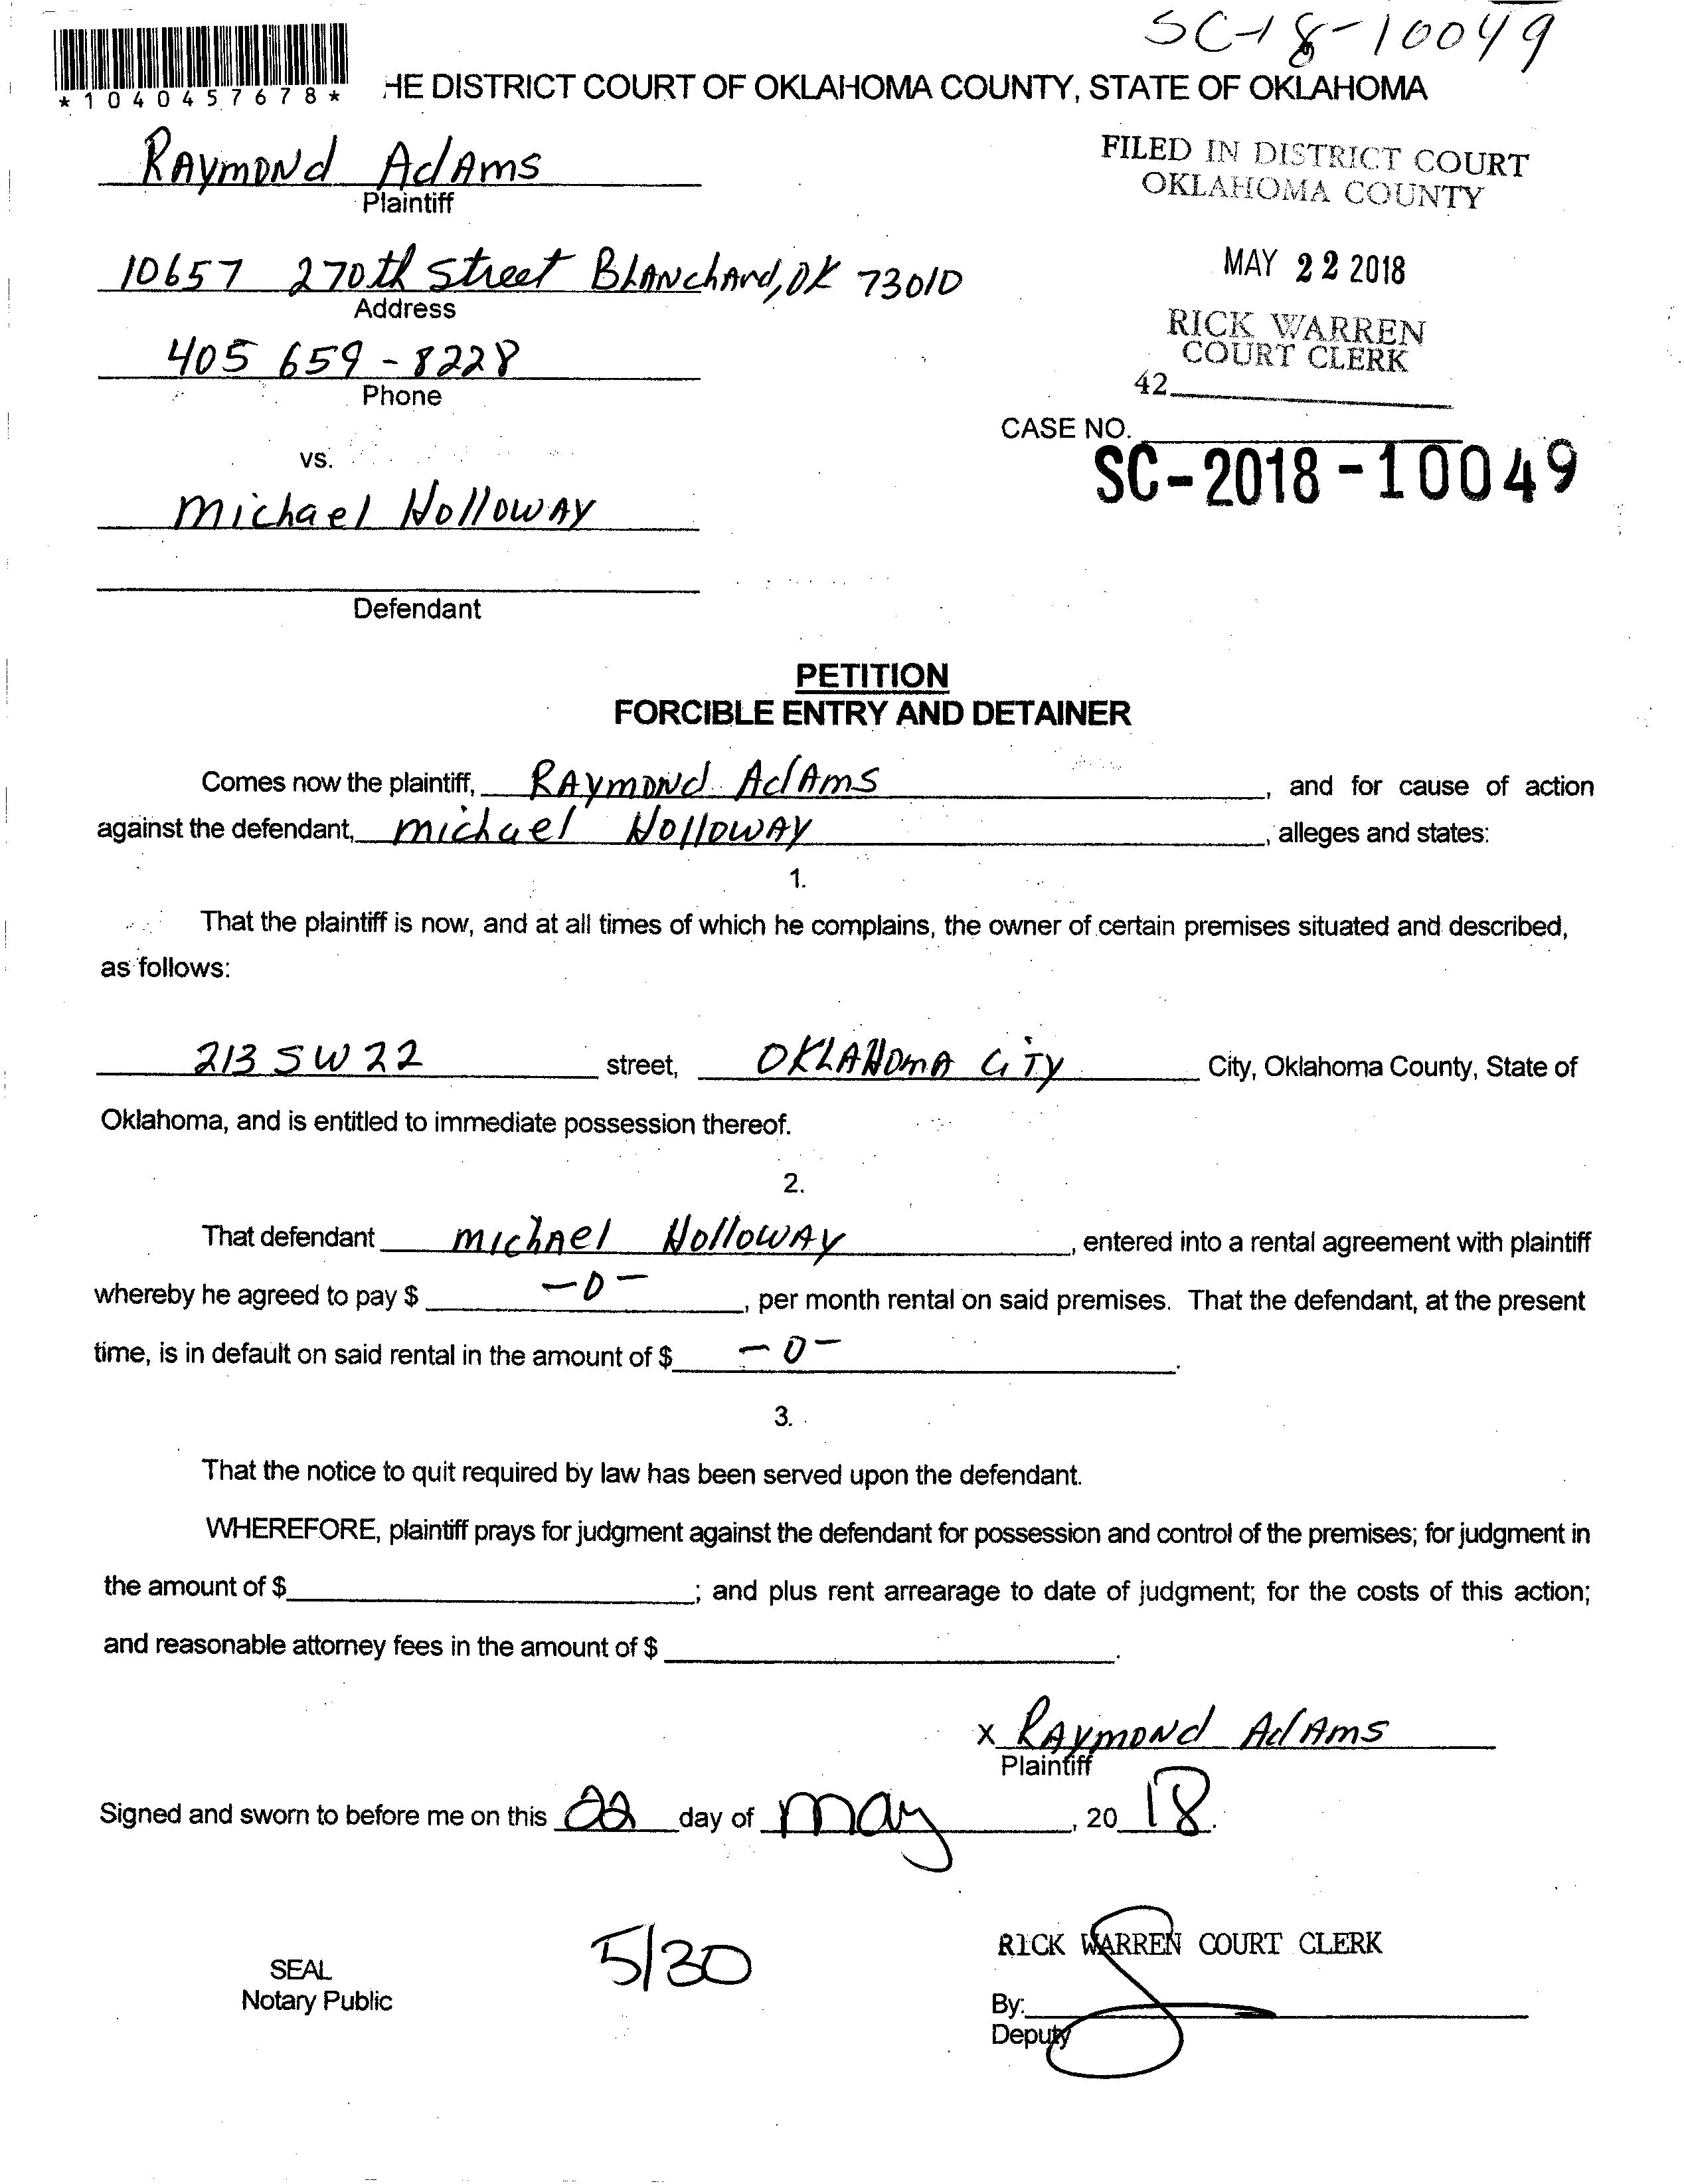 SC-18-10049
*1040457678*
HE DISTRICT COURT OF OKLAHOMA COUNTY, STATE OF OKLAHOMA
RAymoNd AdAms
Plaintiff
FILED IN DISTRICT COURT
OKLAHOMA COUNTY
10657 270th Street BLANchArd, OK 73010
Address
MAY 22 2018
405 659-8228
Phone
RICK WARREN
COURT CLERK
42
CASE NO.
SC-2018-10049
vs.
michael HollowAy
Defendant
PETITION
FORCIBLE ENTRY AND DETAINER
Comes now the plaintiff, RAymoNd AdAms, and for cause of action
against the defendant, michael HollowAy, alleges and states:
1.
That the plaintiff is now, and at all times of which he complains, the owner of certain premises situated and described,
as follows:
213 SW 22 street, OKLAHomA CiTy City, Oklahoma County, State of
Oklahoma, and is entitled to immediate possession thereof.
2.
That defendant michAel HollowAy, entered into a rental agreement with plaintiff
whereby he agreed to pay $ -0-, per month rental on said premises. That the defendant, at the present
time, is in default on said rental in the amount of $ -0-.
3.
That the notice to quit required by law has been served upon the defendant.
WHEREFORE, plaintiff prays for judgment against the defendant for possession and control of the premises; for judgment in
the amount of $ ; and plus rent arrearage to date of judgment; for the costs of this action;
and reasonable attorney fees in the amount of $ .
x RAymoNd AdAms
Plaintiff
Signed and sworn to before me on this 22 day of may, 20 18.
SEAL
Notary Public
5/30
RICK WARREN COURT CLERK
By:
Deputy